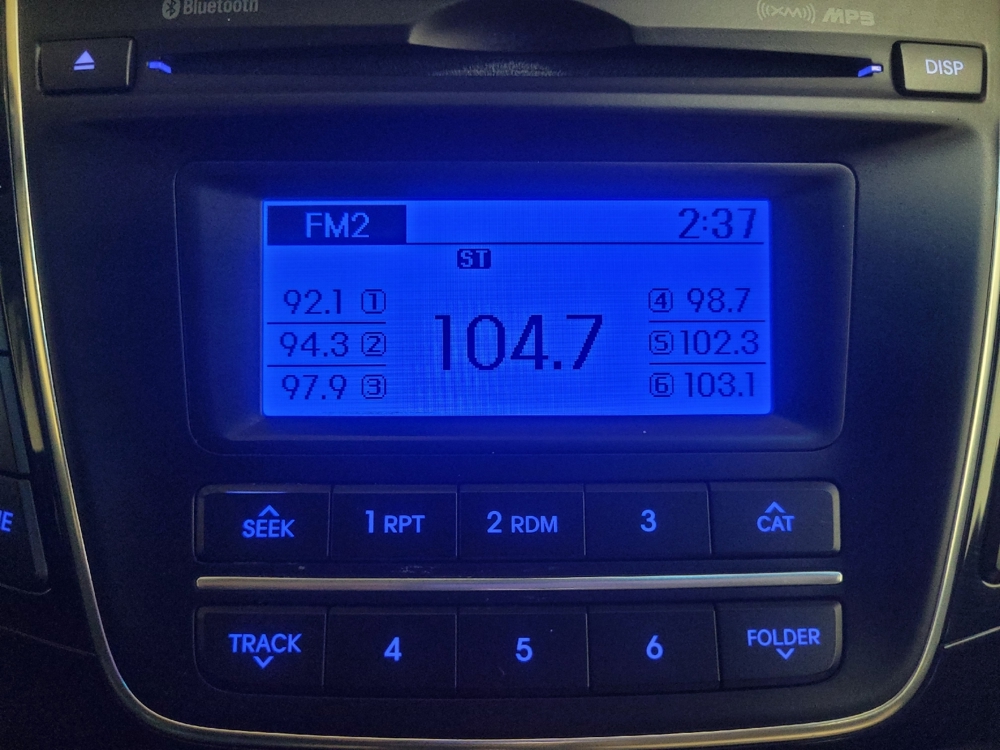 Bluetooth ((XM)) MP3
DISP
FM2 2:37
ST
92.1 1 4 98.7
104.7
94.3 2 5 102.3
97.9 3 6 103.1
SEEK 1 RPT 2 RDM 3 CAT
TRACK 4 5 6 FOLDER